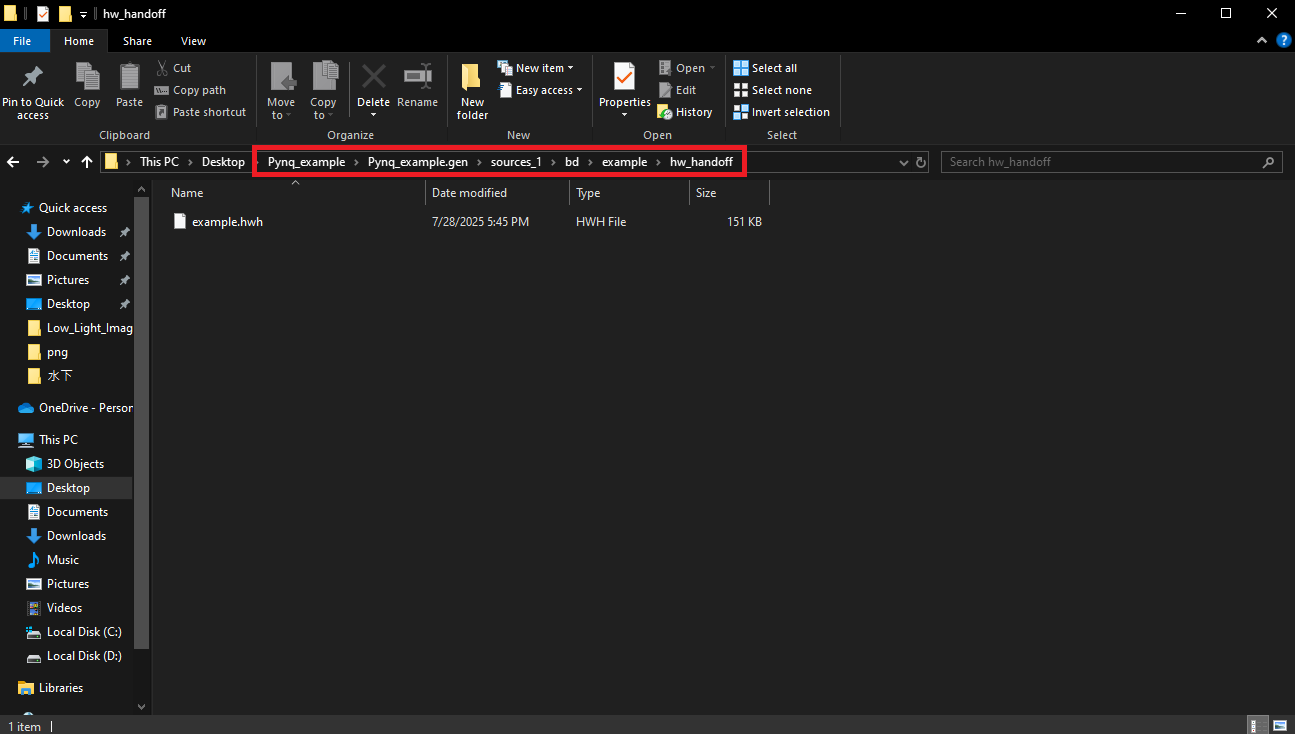 hw_handoff
File Home Share View
Pin to Quick access
Copy
Paste
Cut
Copy path
Paste shortcut
Clipboard
Move to
Copy to
Delete
Rename
Organize
New folder
New item
Easy access
New
Properties
Open
Edit
History
Open
Select all
Select none
Invert selection
Select
This PC > Desktop > Pynq_example > Pynq_example.gen > sources_1 > bd > example > hw_handoff
Search hw_handoff
Name Date modified Type Size
example.hwh 7/28/2025 5:45 PM HWH File 151 KB
Quick access
Downloads
Documents
Pictures
Desktop
Low_Light_Imag
png
水下
OneDrive - Person
This PC
3D Objects
Desktop
Documents
Downloads
Music
Pictures
Videos
Local Disk (C:)
Local Disk (D:)
Libraries
1 item